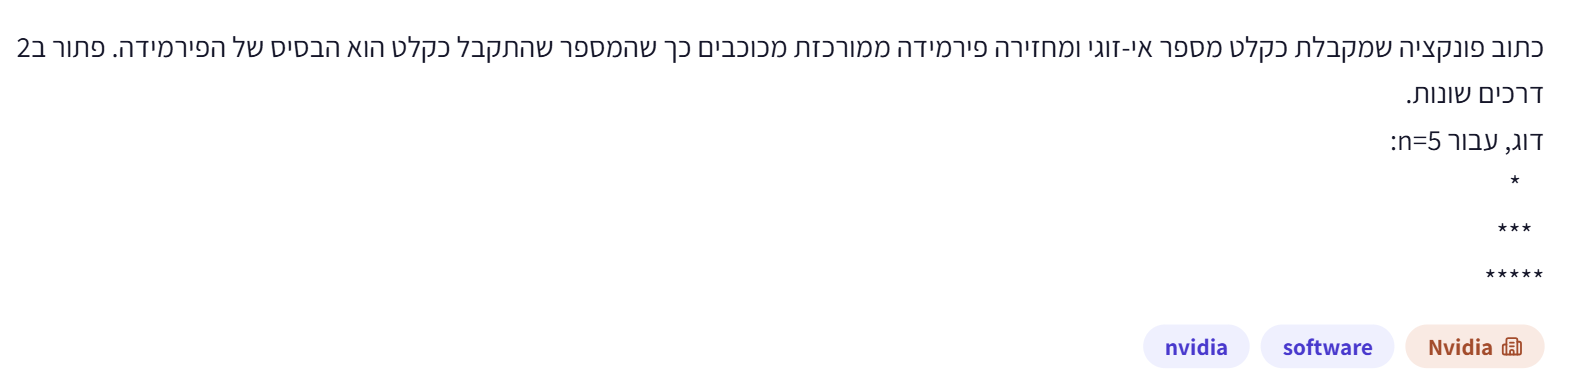 כתוב פונקציה שמקבלת כקלט מספר אי-זוגי ומחזירה פירמידה ממורכזת מכוכבים כך שהמספר שהתקבל כקלט הוא הבסיס של הפירמידה. פתור ב2
דרכים שונות.
דוג, עבור n=5:
*
***
*****
Nvidia software nvidia